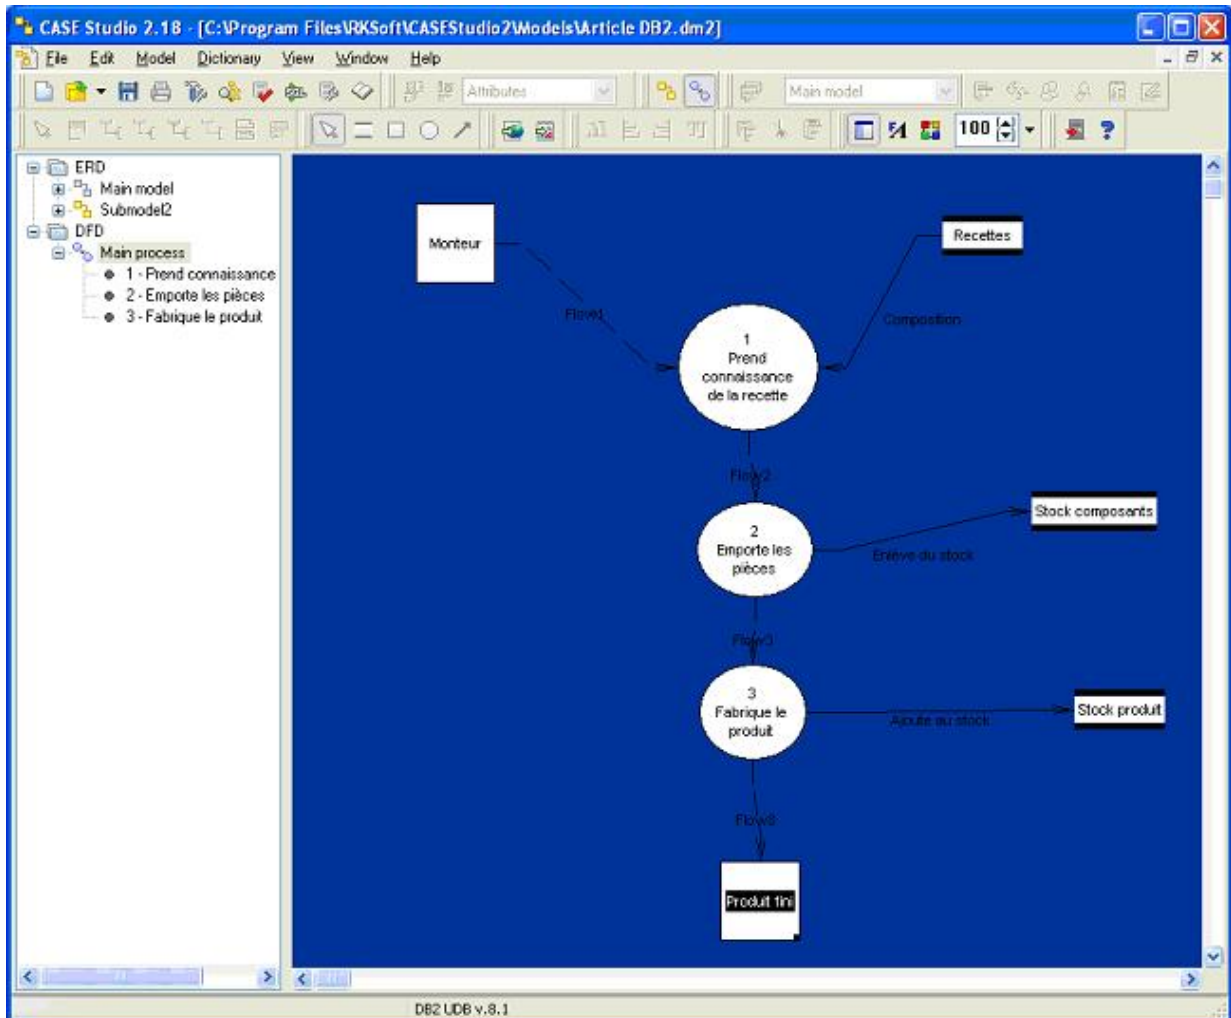 CASE Studio 2.18 - [C:\Program Files\RKSoft\CASEStudio2\Models\Article DB2.dm2]
File Edit Model Dictionary View Window Help
Attributes
Main model
100
ERD
Main model
Submodel2
DFD
Main process
1 - Prend connaissance
2 - Emporte les pièces
3 - Fabrique le produit
Monteur
Recettes
Flow1
Composition
1
Prend
connaissance
de la recette
Flow2
2
Emporte les
pièces
Stock composants
Enlève du stock
Flow3
3
Fabrique le
produit
Stock produit
Ajoute au stock
Flow8
Produit fini
DB2 UDB v.8.1